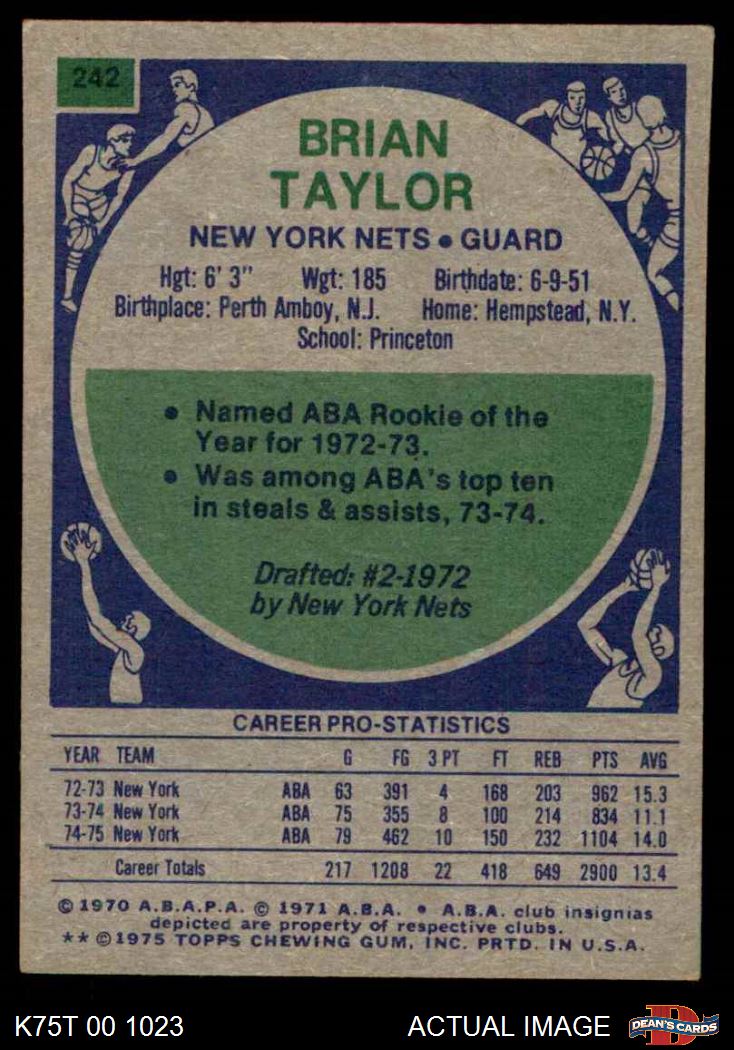 242
BRIAN
TAYLOR
NEW YORK NETS • GUARD
Hgt: 6' 3" Wgt: 185 Birthdate: 6-9-51
Birthplace: Perth Amboy, N.J. Home: Hempstead, N.Y.
School: Princeton
• Named ABA Rookie of the
Year for 1972-73.
• Was among ABA's top ten
in steals & assists, 73-74.
Drafted: #2-1972
by New York Nets
CAREER PRO-STATISTICS
YEAR TEAM G FG 3 PT FT REB PTS AVG
72-73 New York ABA 63 391 4 168 203 962 15.3
73-74 New York ABA 75 355 8 100 214 834 11.1
74-75 New York ABA 79 462 10 150 232 1104 14.0
Career Totals 217 1208 22 418 649 2900 13.4
© 1970 A.B.A.P.A. © 1971 A.B.A. • A.B.A. club insignias
depicted are property of respective clubs.
** © 1975 TOPPS CHEWING GUM, INC. PRTD. IN U.S.A.
K75T 00 1023 ACTUAL IMAGE D DEAN'S CARDS